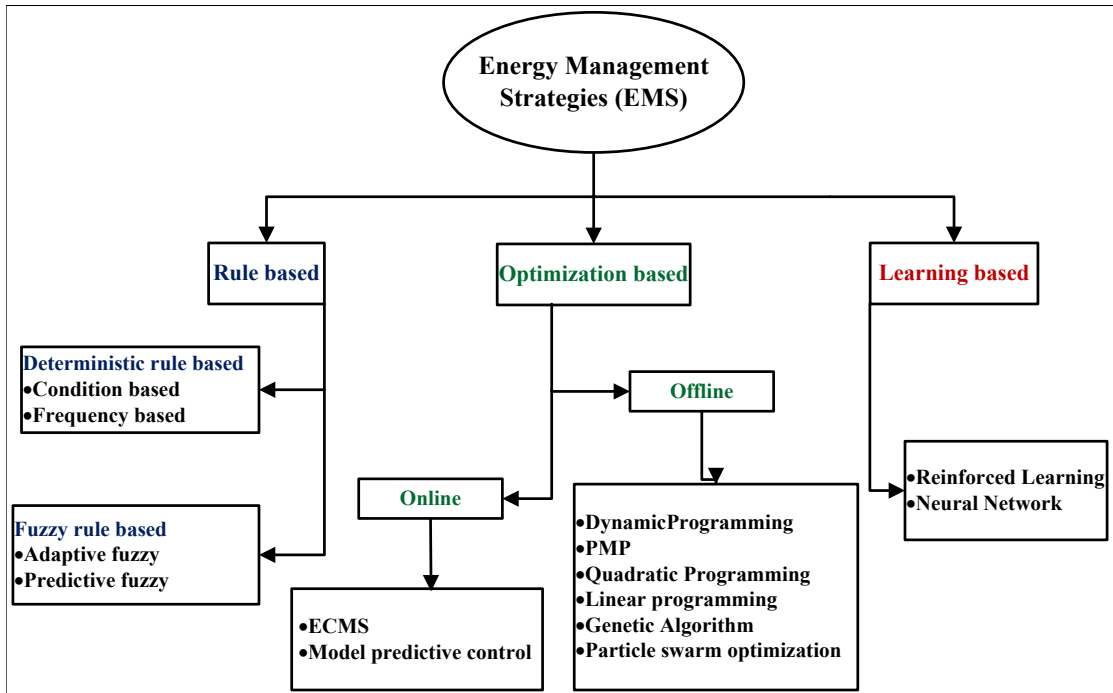 Energy Management
Strategies (EMS)
Rule based
Optimization based
Learning based
Deterministic rule based
•Condition based
•Frequency based
Fuzzy rule based
•Adaptive fuzzy
•Predictive fuzzy
Online
•ECMS
•Model predictive control
Offline
•DynamicProgramming
•PMP
•Quadratic Programming
•Linear programming
•Genetic Algorithm
•Particle swarm optimization
•Reinforced Learning
•Neural Network